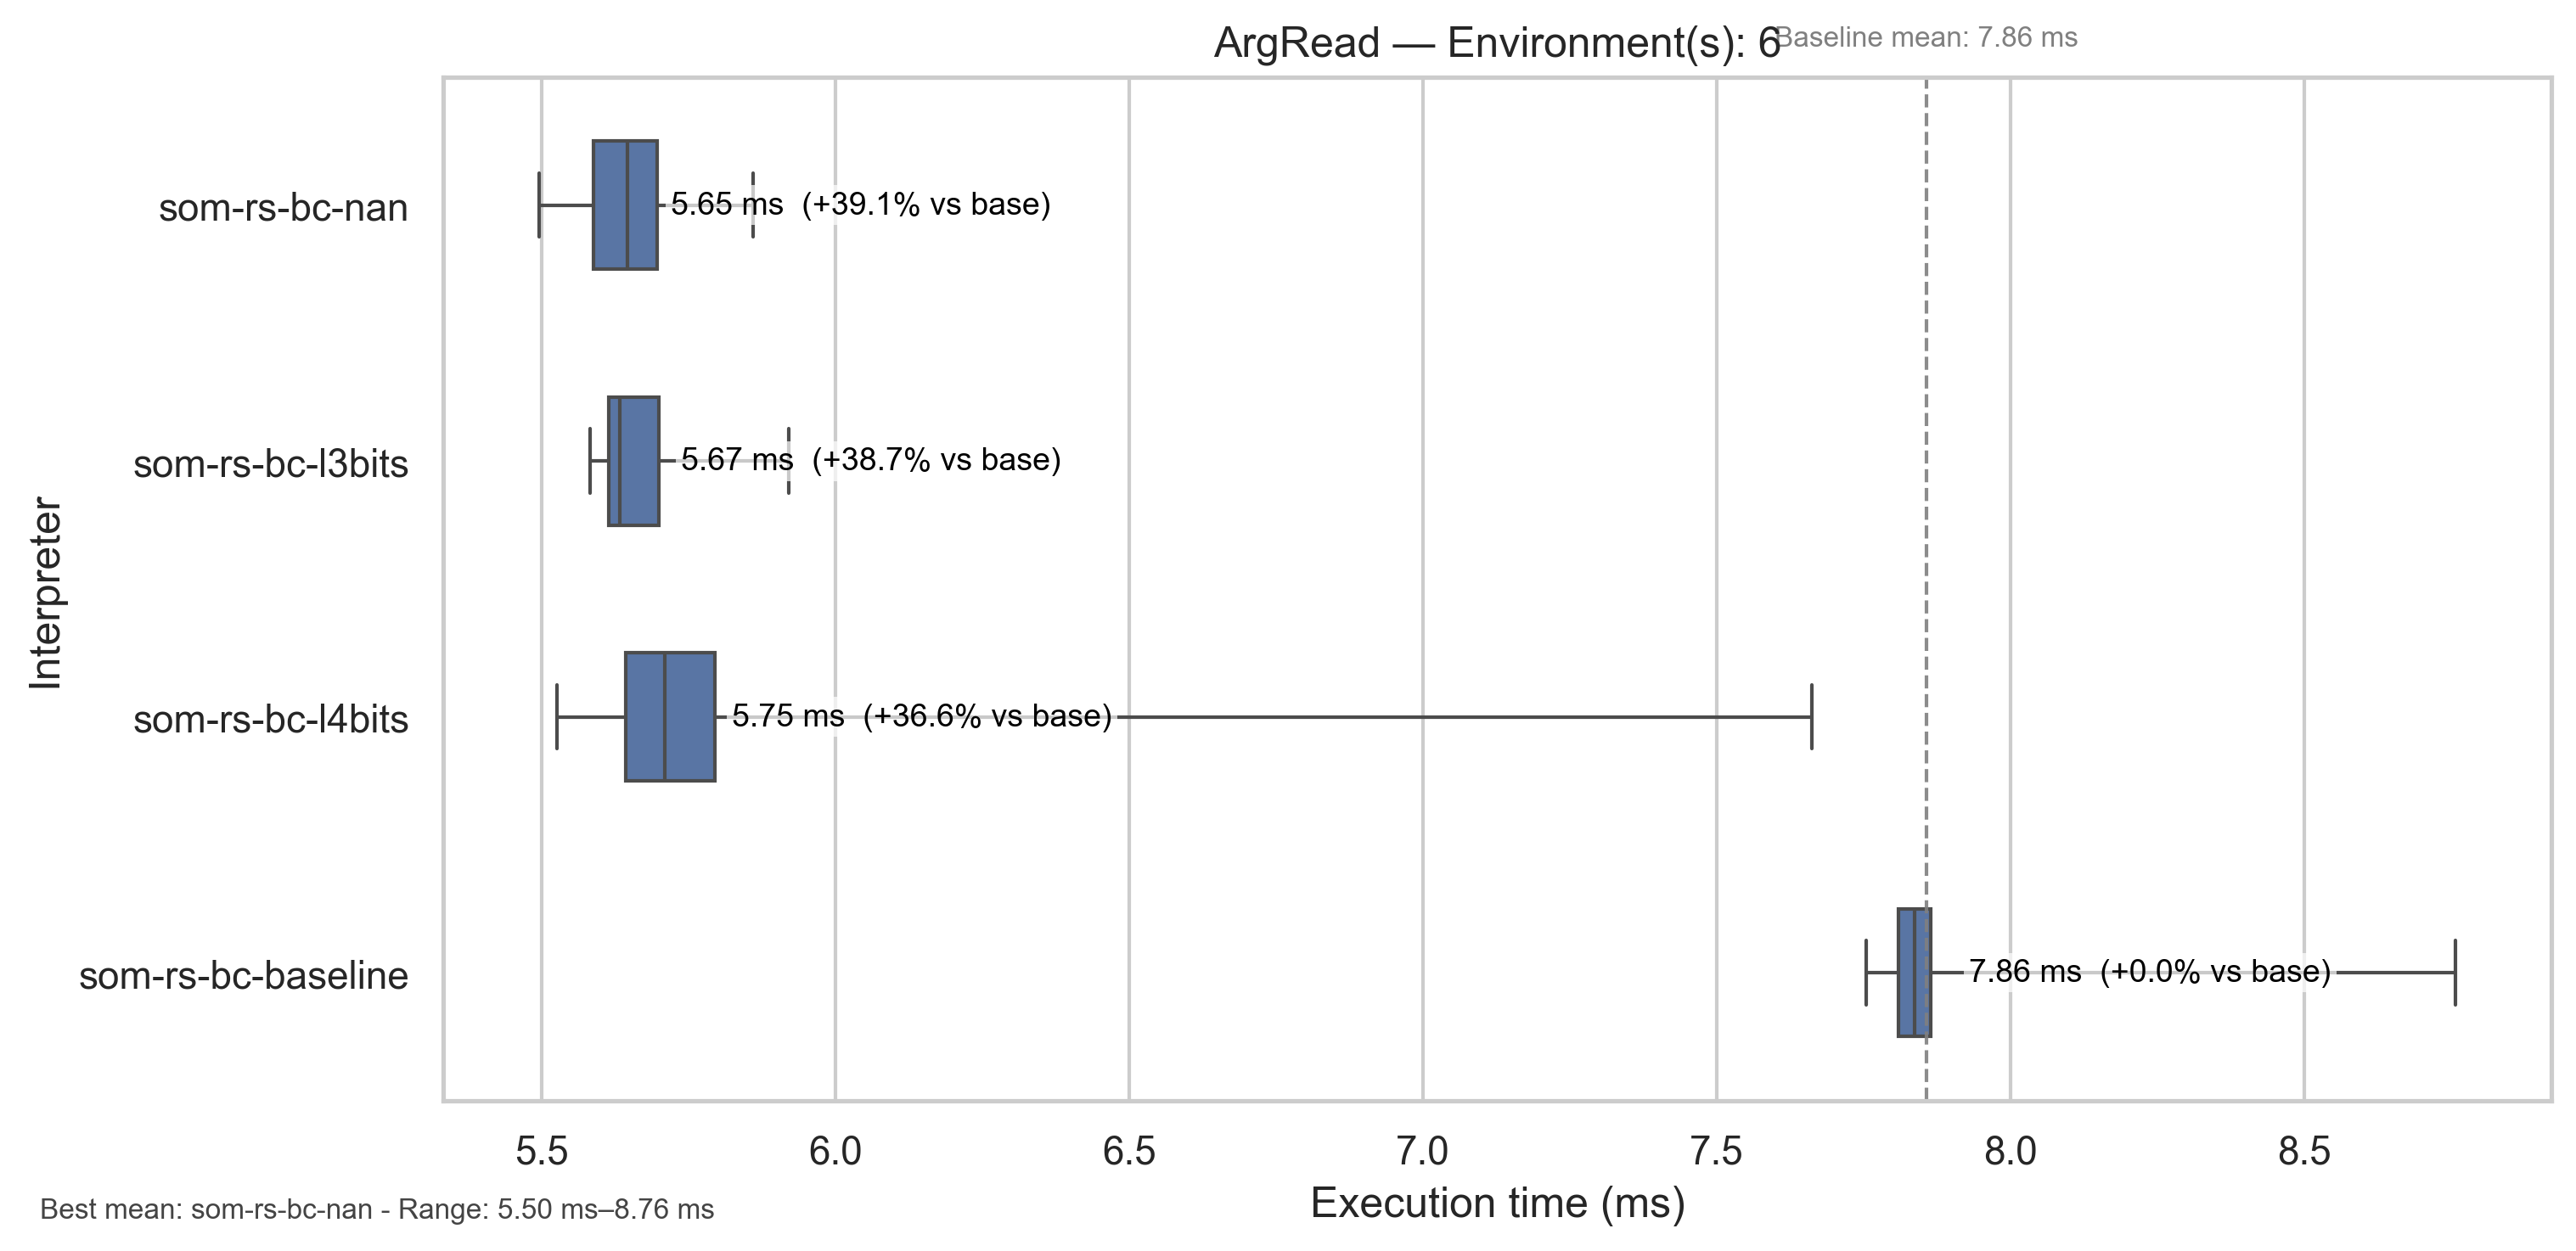 ArgRead — Environment(s): 6
Baseline mean: 7.86 ms
Interpreter
som-rs-bc-nan
5.65 ms (+39.1% vs base)
som-rs-bc-l3bits
5.67 ms (+38.7% vs base)
som-rs-bc-l4bits
5.75 ms (+36.6% vs base)
som-rs-bc-baseline
7.86 ms (+0.0% vs base)
5.5 6.0 6.5 7.0 7.5 8.0 8.5
Execution time (ms)
Best mean: som-rs-bc-nan - Range: 5.50 ms–8.76 ms